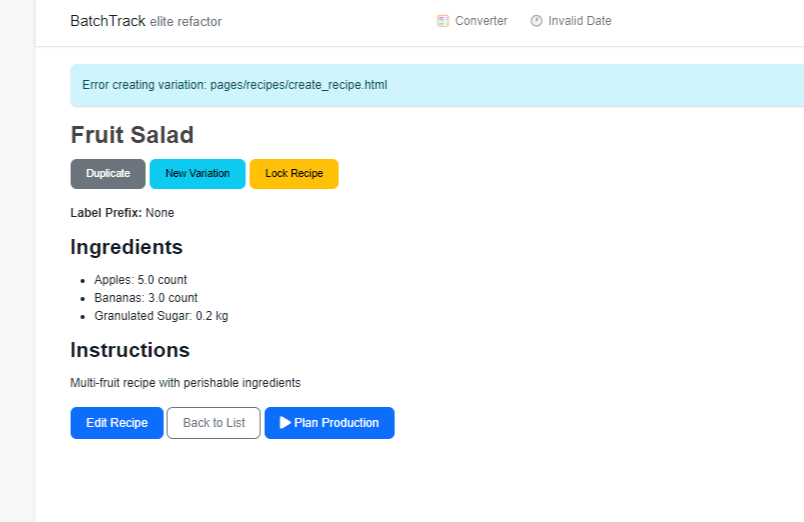 BatchTrack elite refactor
Converter
Invalid Date
Error creating variation: pages/recipes/create_recipe.html
Fruit Salad
Duplicate
New Variation
Lock Recipe
Label Prefix: None
Ingredients
Apples: 5.0 count
Bananas: 3.0 count
Granulated Sugar: 0.2 kg
Instructions
Multi-fruit recipe with perishable ingredients
Edit Recipe
Back to List
Plan Production